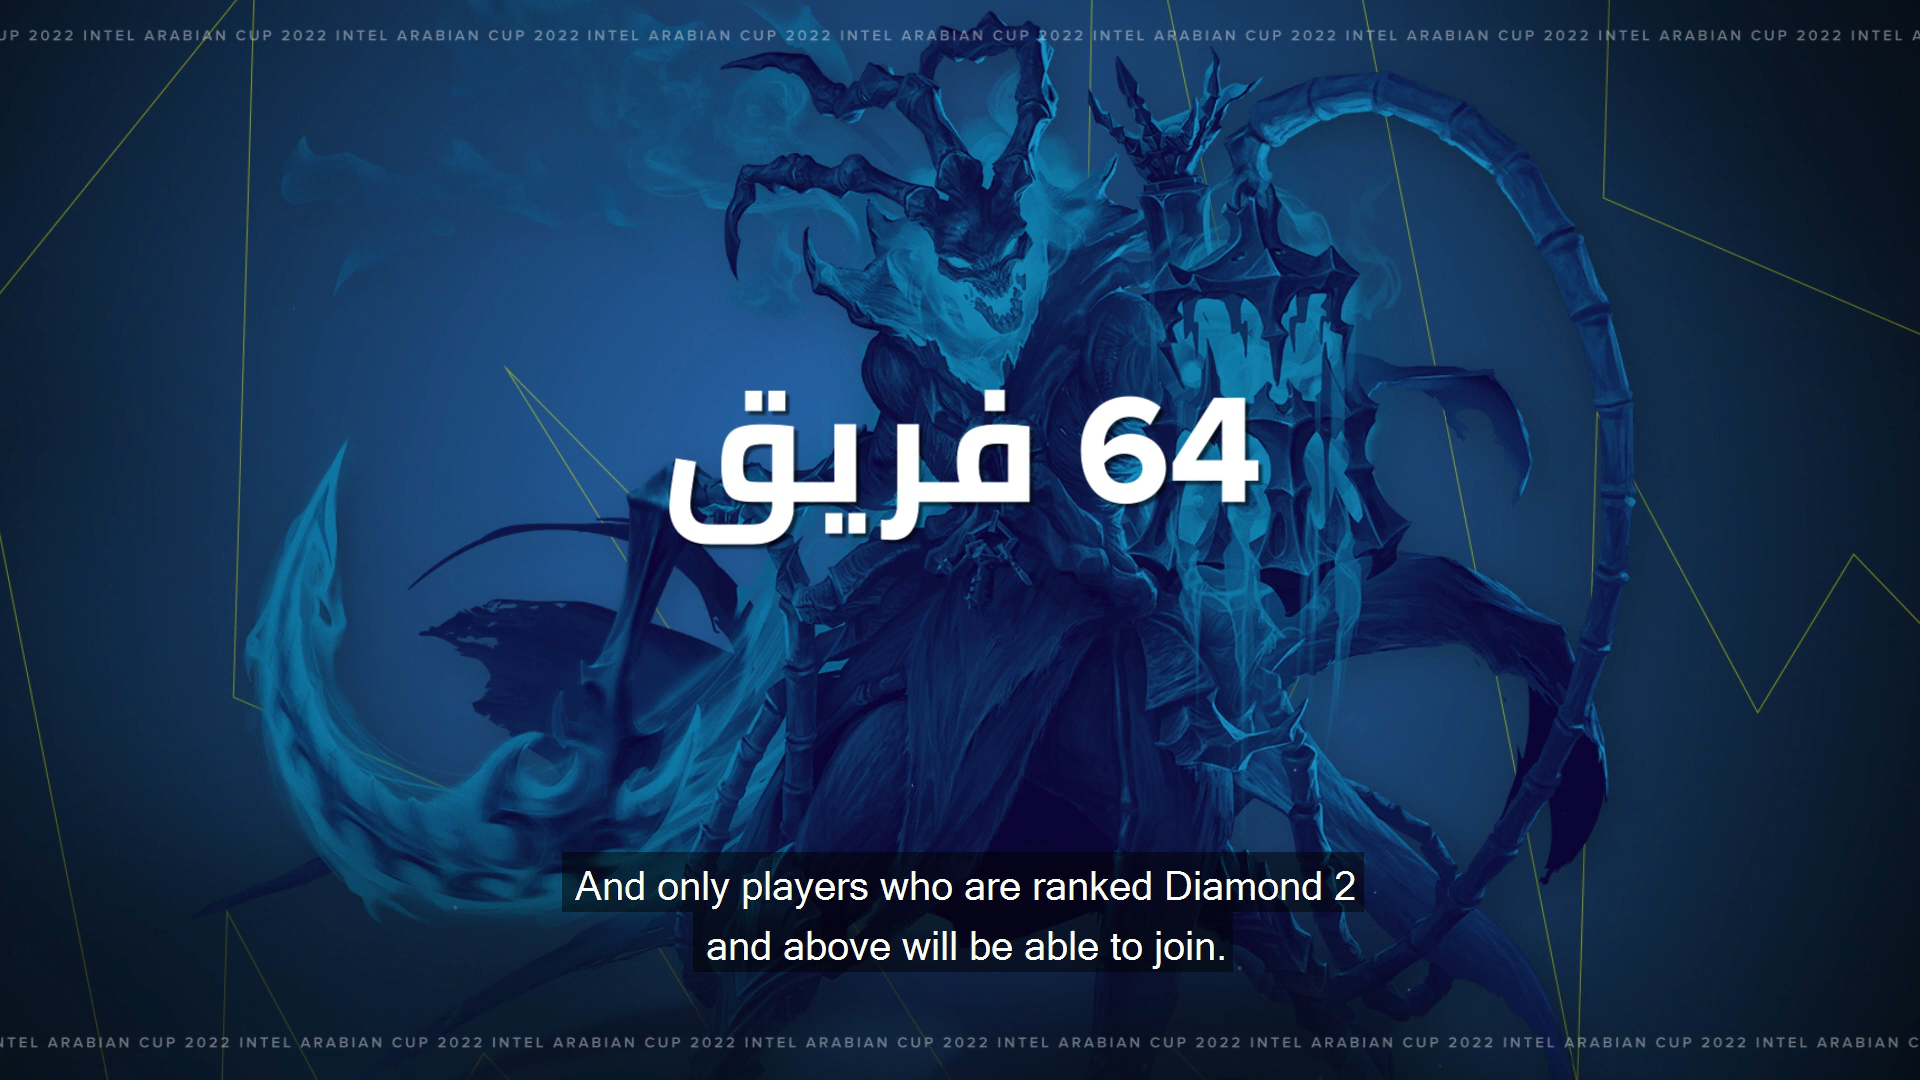 UP 2022 INTEL ARABIAN CUP 2022 INTEL ARABIAN CUP 2022 INTEL ARABIAN CUP 2022 INTEL ARABIAN CUP 2022 INTEL ARABIAN CUP 2022 INTEL ARABIAN CUP 2022 INTEL ARABIAN CUP 2022 INTEL A
64 فريق
And only players who are ranked Diamond 2
and above will be able to join.
NTEL ARABIAN CUP 2022 INTEL ARABIAN CUP 2022 INTEL ARABIAN CUP 2022 INTEL ARABIAN CUP 2022 INTEL ARABIAN CUP 2022 INTEL ARABIAN CUP 2022 INTEL ARABIAN CUP 2022 INTEL ARABIAN C